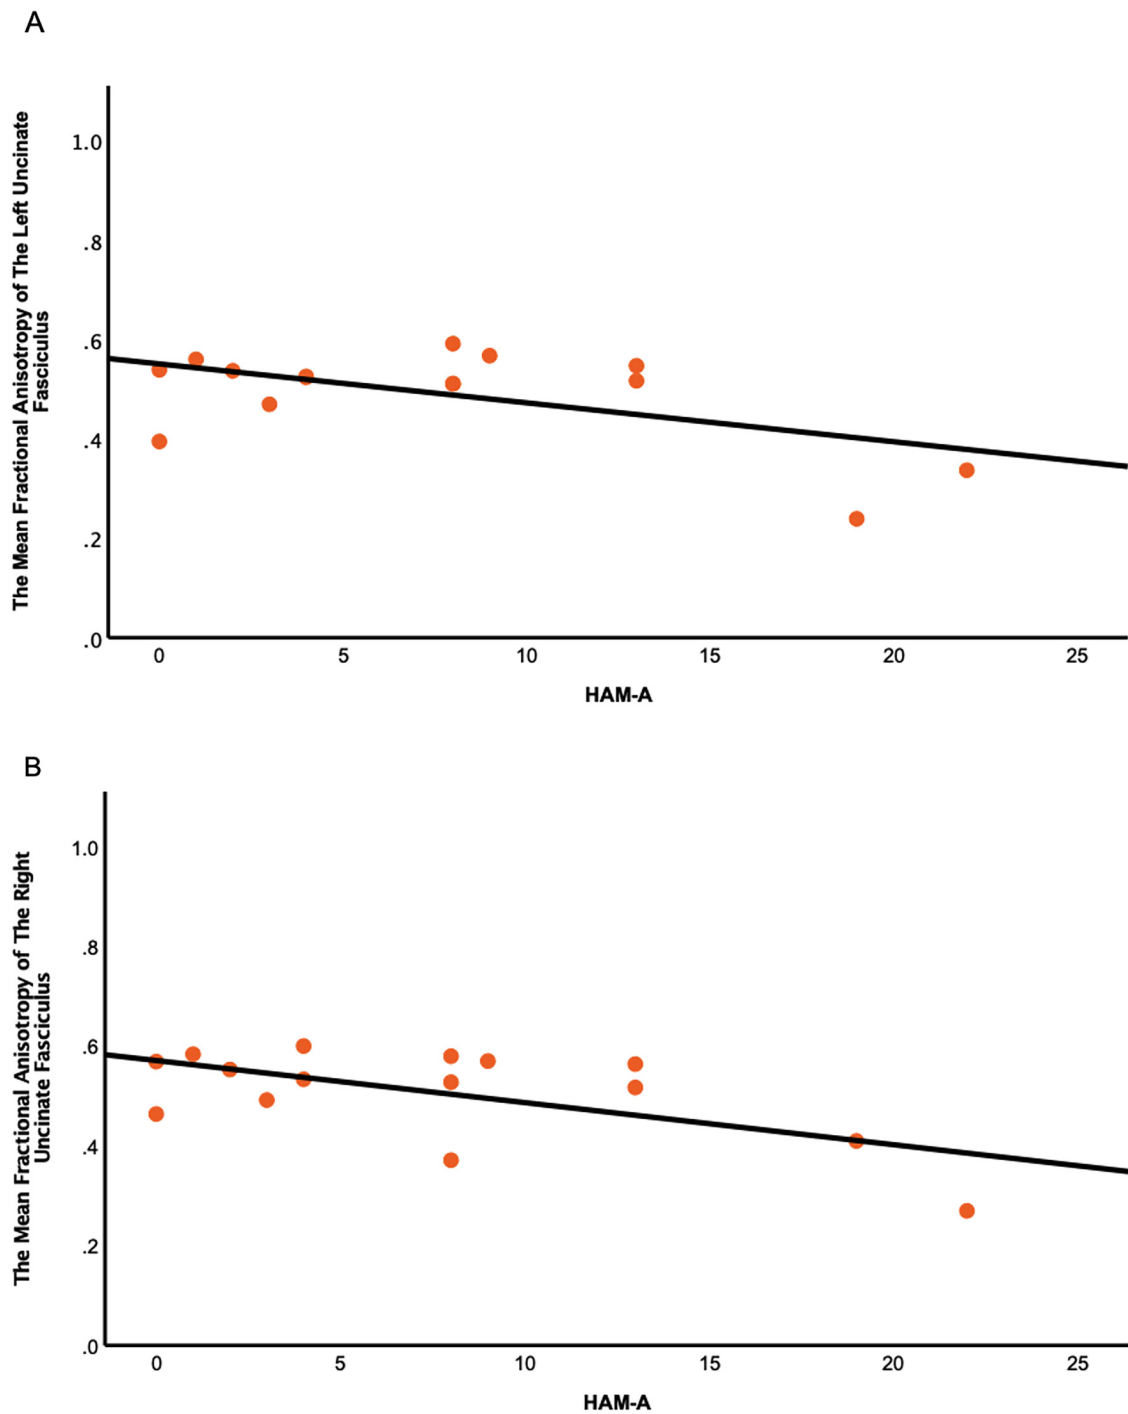 A
The Mean Fractional Anisotropy of The Left Uncinate
Fasciculus
1.0
.8
.6
.4
.2
.0
0 5 10 15 20 25
HAM-A
B
The Mean Fractional Anisotropy of The Right
Uncinate Fasciculus
1.0
.8
.6
.4
.2
.0
0 5 10 15 20 25
HAM-A